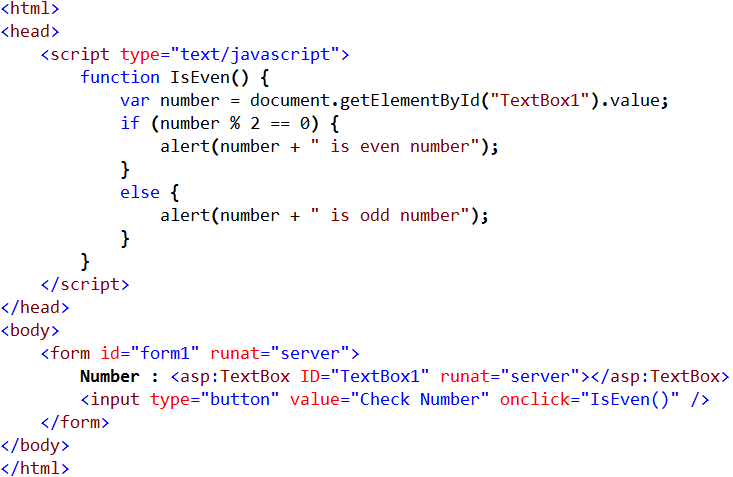 <html>
<head>
    <script type="text/javascript">
        function IsEven() {
            var number = document.getElementById("TextBox1").value;
            if (number % 2 == 0) {
                alert(number + " is even number");
            }
            else {
                alert(number + " is odd number");
            }
        }
    </script>
</head>
<body>
    <form id="form1" runat="server">
        Number : <asp:TextBox ID="TextBox1" runat="server"></asp:TextBox>
        <input type="button" value="Check Number" onclick="IsEven()" />
    </form>
</body>
</html>